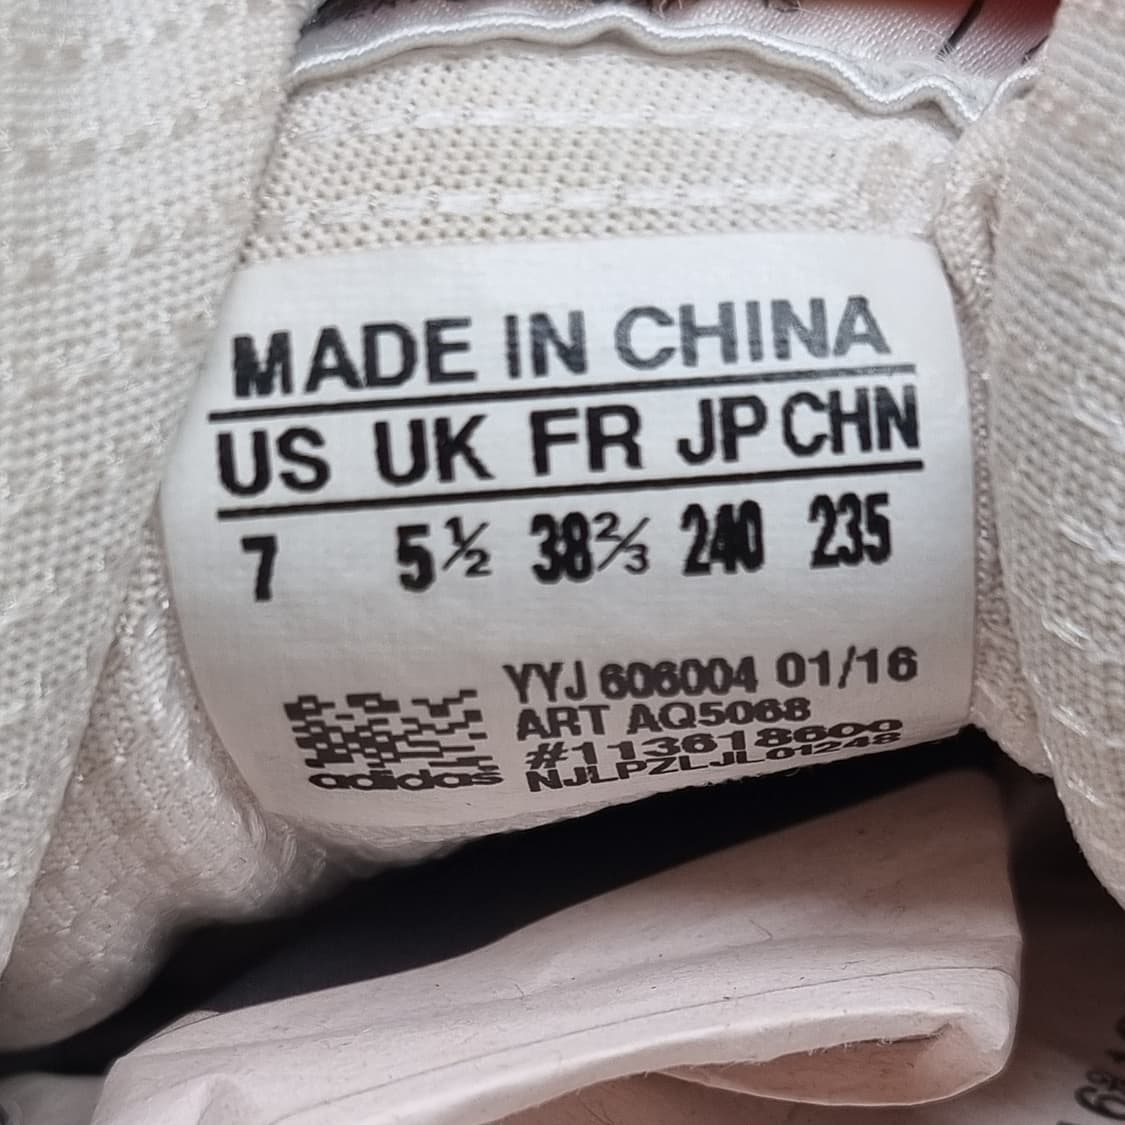 MADE IN CHINA
US UK FR JP CHN
7 5½ 38⅔ 240 235
YYJ 606004 01/16
ART AQ5068
#113618600
adidas NJLPZLJL01248